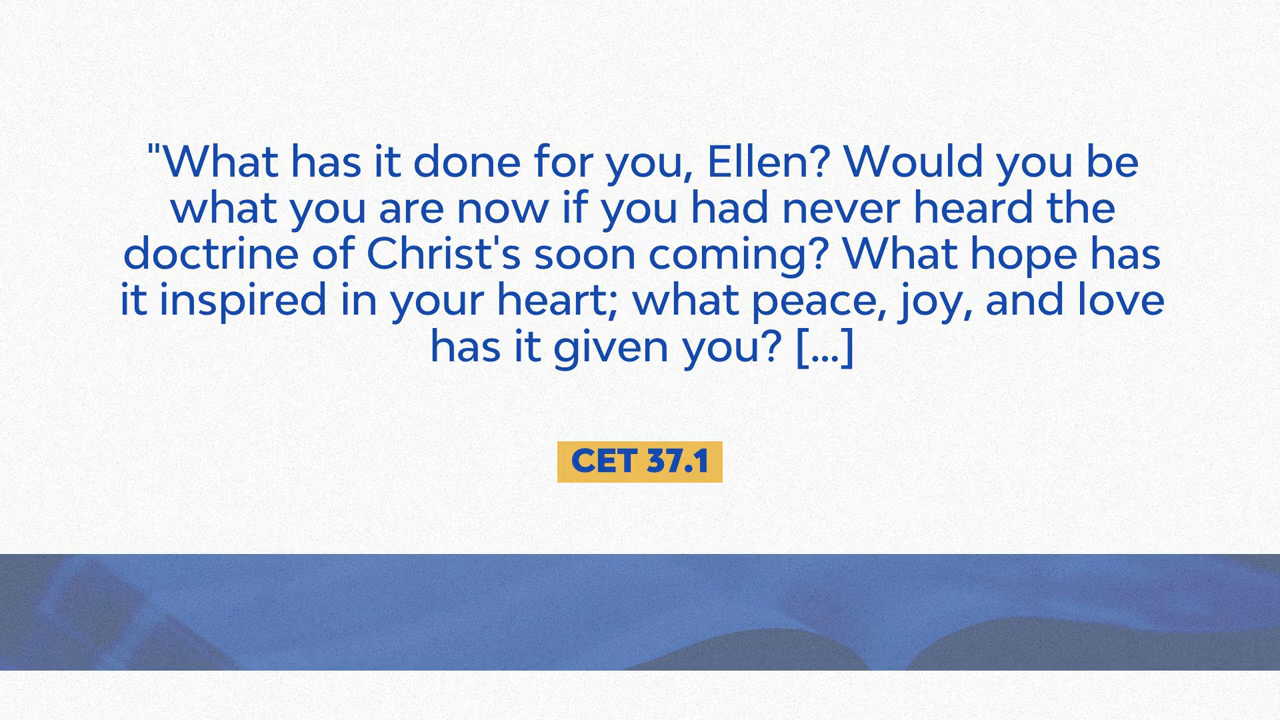 "What has it done for you, Ellen? Would you be
what you are now if you had never heard the
doctrine of Christ's soon coming? What hope has
it inspired in your heart; what peace, joy, and love
has it given you? [...]
CET 37.1